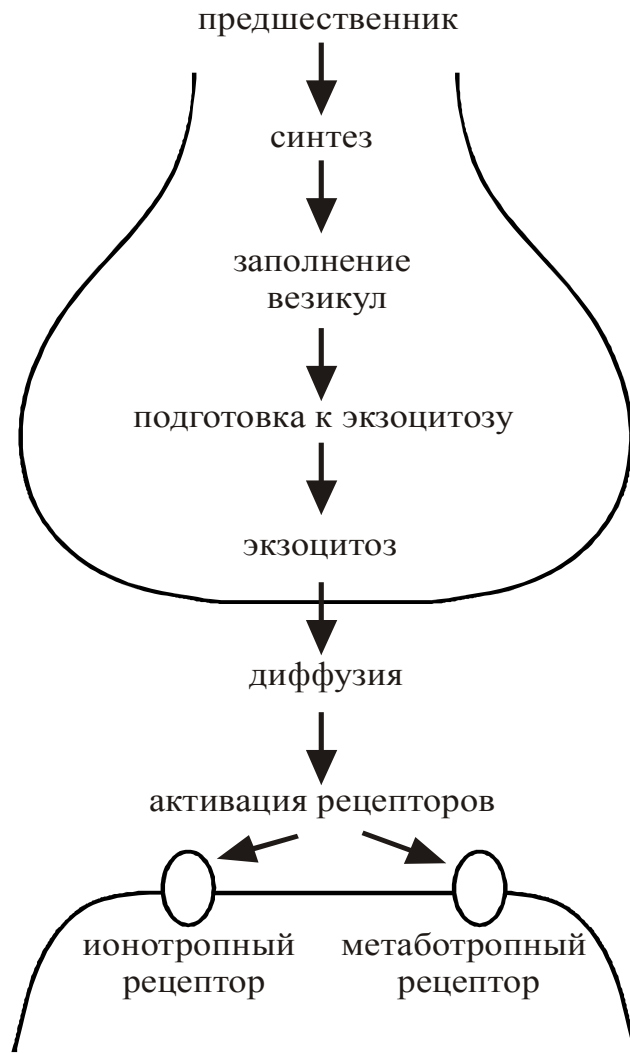 предшественник
синтез
заполнение
везикул
подготовка к экзоцитозу
экзоцитоз
диффузия
активация рецепторов
ионотропный
рецептор
метаботропный
рецептор